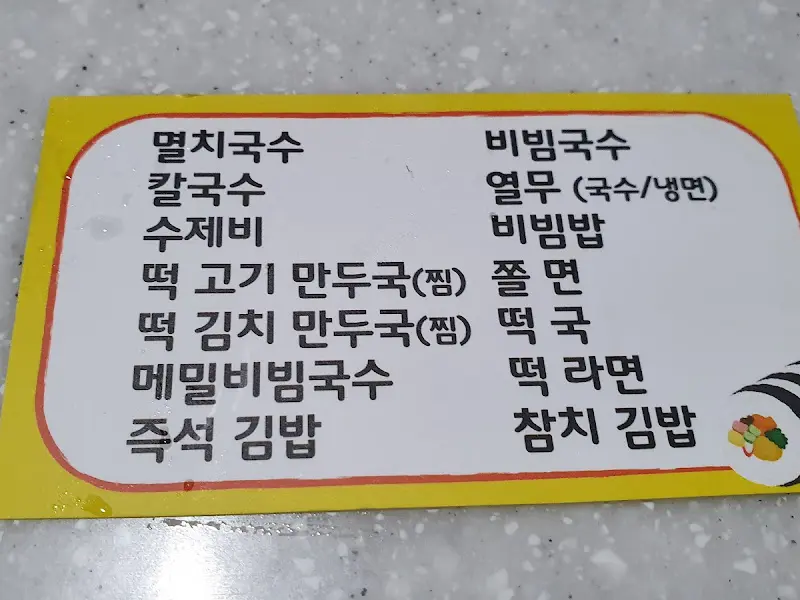 멸치국수
칼국수
수제비
떡 고기 만두국(찜)
떡 김치 만두국(찜)
메밀비빔국수
즉석 김밥
비빔국수
열무 (국수/냉면)
비빔밥
쫄 면
떡 국
떡 라면
참치 김밥